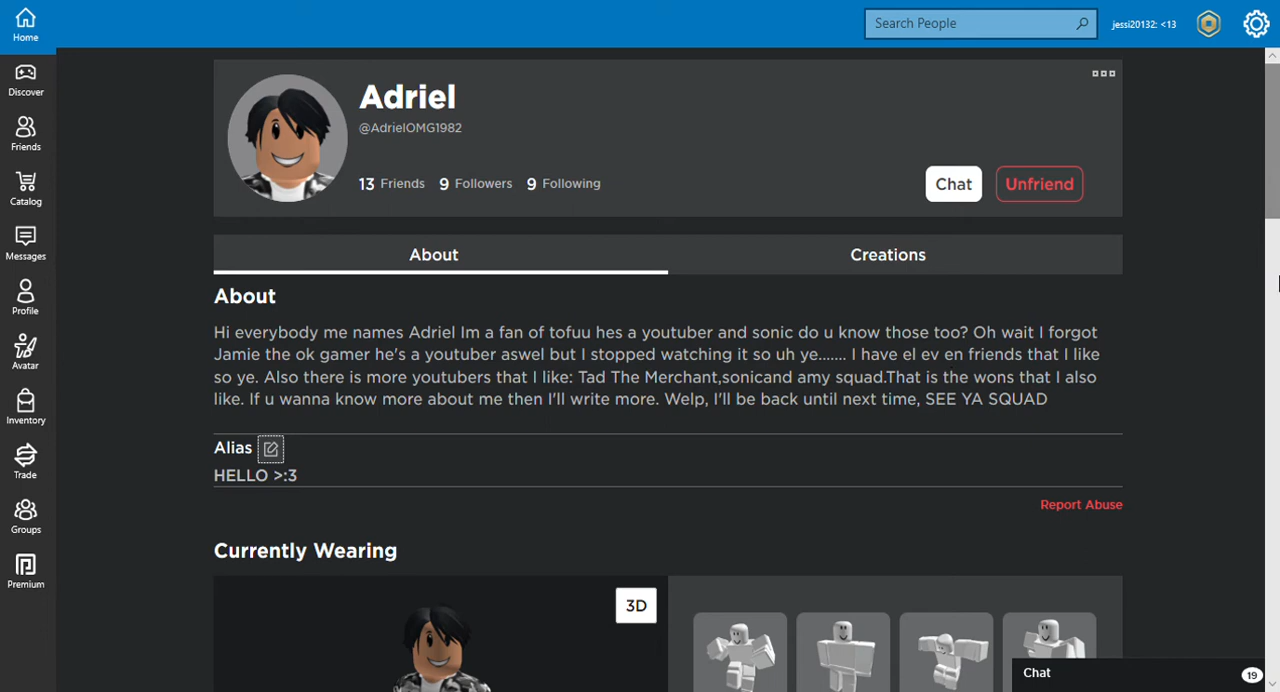 Home
Search People
jessi20132: <13
Discover
Friends
Catalog
Messages
Profile
Avatar
Inventory
Trade
Groups
Premium
Adriel
@AdrielOMG1982
13 Friends 9 Followers 9 Following
Chat
Unfriend
About
Creations
About
Hi everybody me names Adriel Im a fan of tofuu hes a youtuber and sonic do u know those too? Oh wait I forgot
Jamie the ok gamer he's a youtuber aswel but I stopped watching it so uh ye....... I have el ev en friends that I like
so ye. Also there is more youtubers that I like: Tad The Merchant,sonicand amy squad.That is the wons that I also
like. If u wanna know more about me then I'll write more. Welp, I'll be back until next time, SEE YA SQUAD
Alias
HELLO >:3
Report Abuse
Currently Wearing
3D
Chat
19